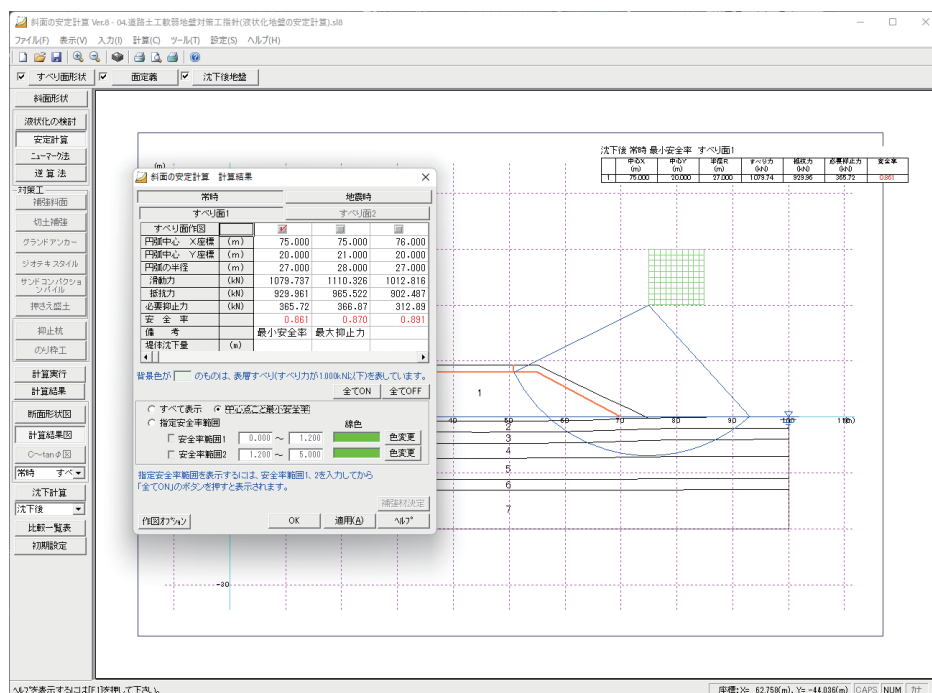 斜面の安定計算 Ver.8 - 04.道路土工軟弱地盤対策工指針(液状化地盤の安定計算).sl8
ファイル(F) 表示(V) 入力(I) 計算(C) ツール(T) 設定(S) ヘルプ(H)
すべり面形状 面定義 沈下後地盤
斜面形状
液状化の検討
安定計算
ニューマーク法
逆算法
対策工
補強斜面
切土補強
グランドアンカー
ジオテキスタイル
サンドコンパクションパイル
押さえ盛土
抑止杭
のり枠工
計算実行
計算結果
断面形状図
計算結果図
C～tanφ図
常時 すべ
沈下計算
沈下後
比較一覧表
初期設定
斜面の安定計算 計算結果
常時 地震時
すべり面1 すべり面2
すべり面作図
円弧中心 X座標 (m) 75.000 75.000 76.000
円弧中心 Y座標 (m) 20.000 21.000 20.000
円弧の半径 (m) 27.000 28.000 27.000
滑動力 (kN) 1079.737 1110.326 1012.816
抵抗力 (kN) 929.961 965.522 902.487
必要抑止力 (kN) 365.72 366.87 312.89
安全率 0.861 0.870 0.891
備考 最小安全率 最大抑止力
堤体沈下量 (m)
背景色が のものは、表層すべり(すべり力が1.000kN以下)を表しています。
全てON 全てOFF
すべて表示 中心点ごと最小安全率
指定安全率範囲 線色
安全率範囲1 0.000 ～ 1.200 色変更
安全率範囲2 1.200 ～ 5.000 色変更
指定安全率範囲を表示するには、安全率範囲1、2を入力してから
「全てON」のボタンを押すと表示されます。
補強材決定
作図オプション OK 適用(A) ヘルプ
沈下後 常時 最小安全率 すべり面1
中心X (m) 中心Y (m) 半径R (m) すべり力 (kN) 抵抗力 (kN) 必要抑止力 (kN) 安全率
1 75.000 20.000 27.000 1079.74 929.96 365.72 0.861
(m)
1
40 50 60 70 80 90 100 110 (m)
2
3
4
5
6
7
-30
ヘルプを表示するには[F1]を押して下さい。
座標:X= 62.758(m), Y= -44.036(m) CAPS NUM カナ